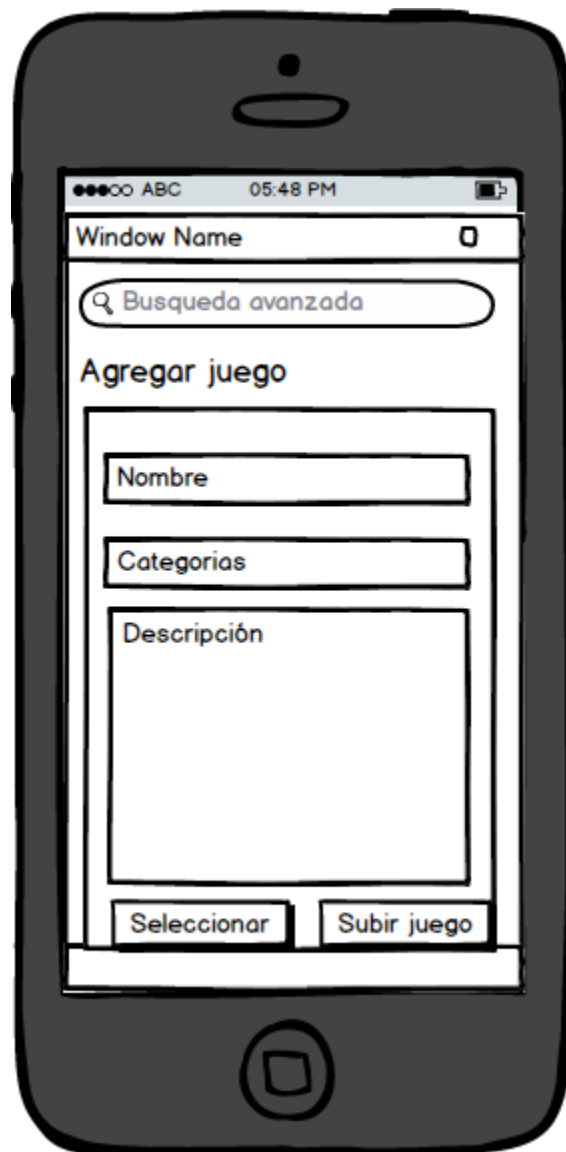 ABC 05:48 PM
Window Name
Busqueda avanzada
Agregar juego
Nombre
Categorias
Descripción
Seleccionar Subir juego